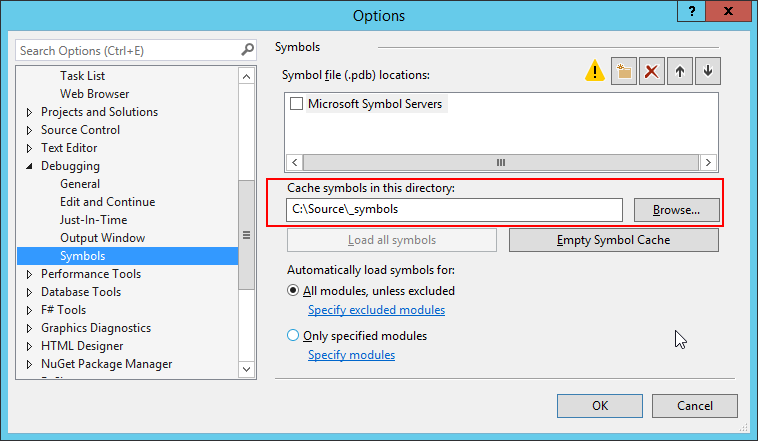 Options
Search Options (Ctrl+E)
Task List
Web Browser
Projects and Solutions
Source Control
Text Editor
Debugging
General
Edit and Continue
Just-In-Time
Output Window
Symbols
Performance Tools
Database Tools
F# Tools
Graphics Diagnostics
HTML Designer
NuGet Package Manager
Symbols
Symbol file (.pdb) locations:
Microsoft Symbol Servers
Cache symbols in this directory:
C:\Source\_symbols
Browse...
Load all symbols
Empty Symbol Cache
Automatically load symbols for:
All modules, unless excluded
Specify excluded modules
Only specified modules
Specify modules
OK
Cancel